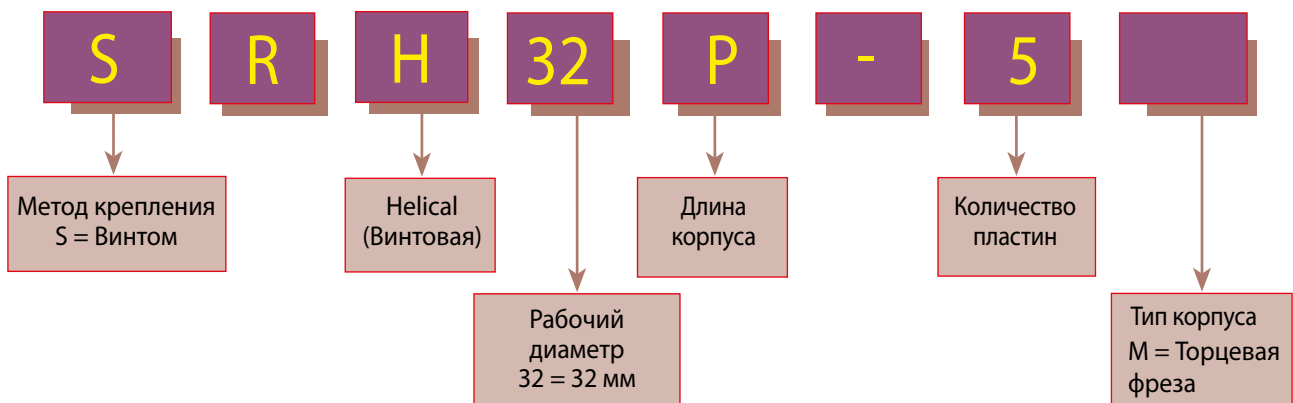 S R H 32 P - 5
Метод крепления
S = Винтом
Helical
(Винтовая)
Рабочий
диаметр
32 = 32 мм
Длина
корпуса
Количество
пластин
Тип корпуса
M = Торцевая
фреза